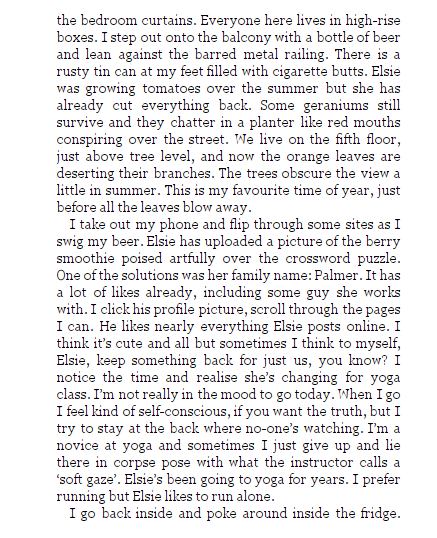 the bedroom curtains. Everyone here lives in high-rise
boxes. I step out onto the balcony with a bottle of beer
and lean against the barred metal railing. There is a
rusty tin can at my feet filled with cigarette butts. Elsie
was growing tomatoes over the summer but she has
already cut everything back. Some geraniums still
survive and they chatter in a planter like red mouths
conspiring over the street. We live on the fifth floor,
just above tree level, and now the orange leaves are
deserting their branches. The trees obscure the view a
little in summer. This is my favourite time of year, just
before all the leaves blow away.
I take out my phone and flip through some sites as I
swig my beer. Elsie has uploaded a picture of the berry
smoothie poised artfully over the crossword puzzle.
One of the solutions was her family name: Palmer. It has
a lot of likes already, including some guy she works
with. I click his profile picture, scroll through the pages
I can. He likes nearly everything Elsie posts online. I
think it's cute and all but sometimes I think to myself,
Elsie, keep something back for just us, you know? I
notice the time and realise she's changing for yoga
class. I'm not really in the mood to go today. When I go
I feel kind of self-conscious, if you want the truth, but I
try to stay at the back where no-one's watching. I'm a
novice at yoga and sometimes I just give up and lie
there in corpse pose with what the instructor calls a
‘soft gaze’. Elsie's been going to yoga for years. I prefer
running but Elsie likes to run alone.
I go back inside and poke around inside the fridge.